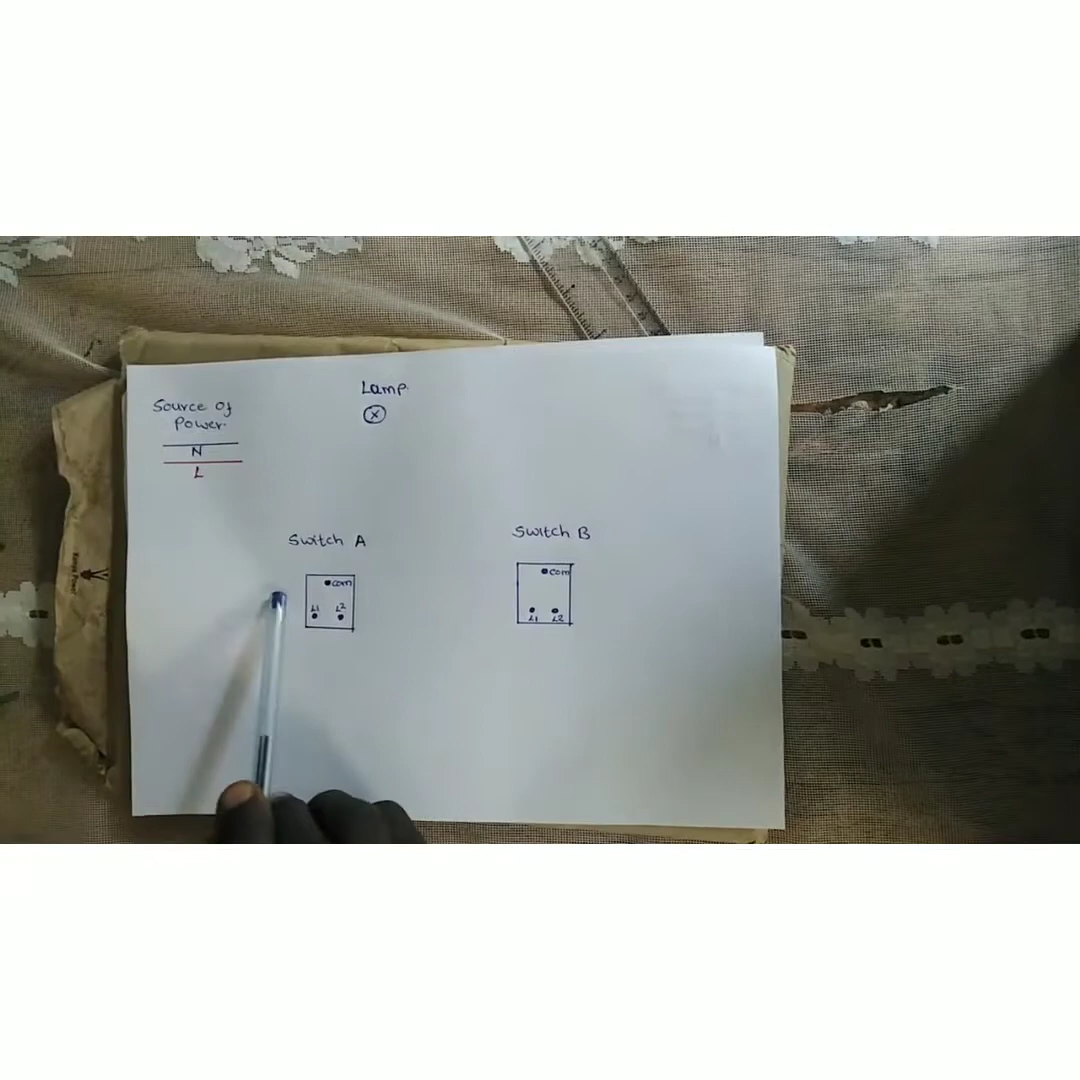 Source of
Power.
N
L
Lamp.
Switch A
com
L1 L2
Switch B
com
L1 L2